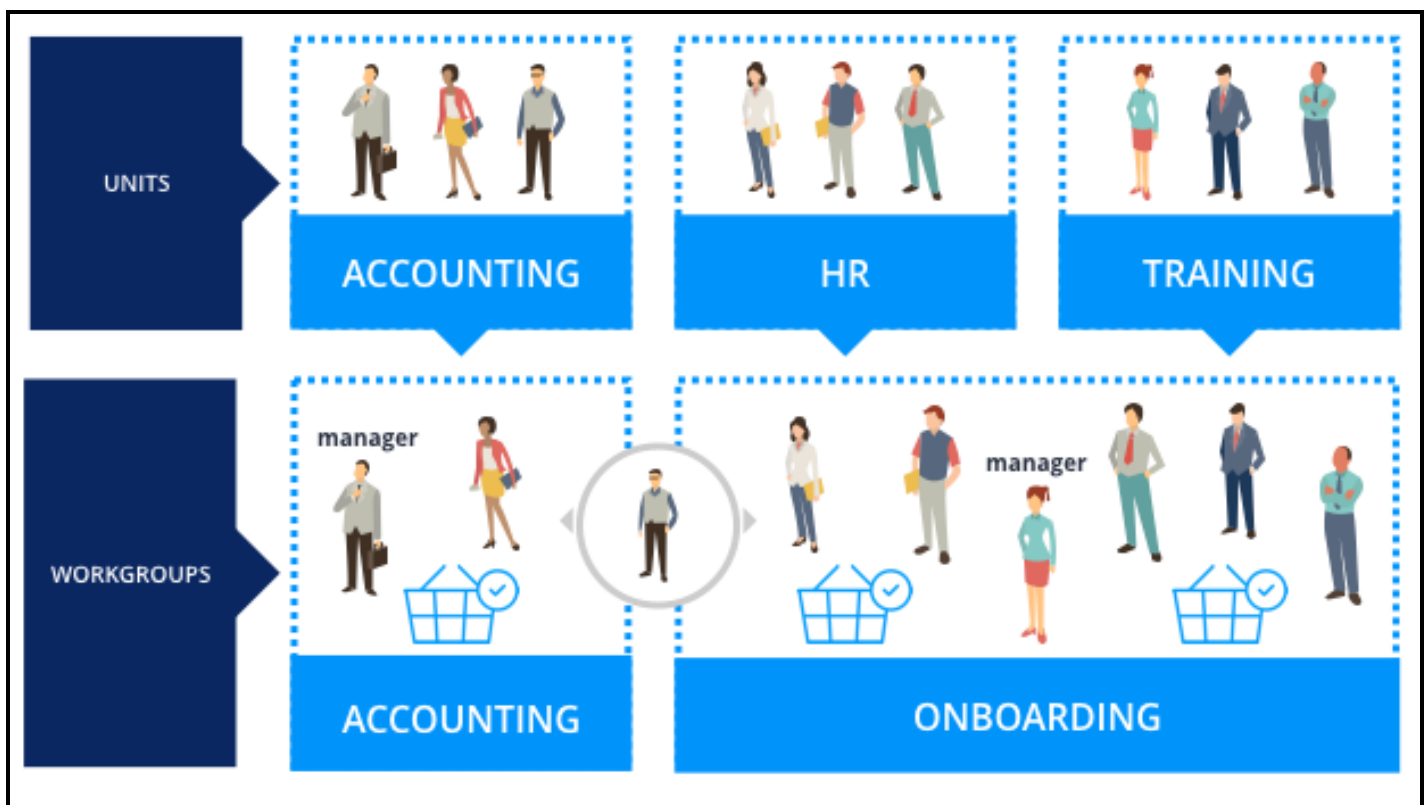 UNITS
ACCOUNTING
HR
TRAINING
WORKGROUPS
manager
manager
ACCOUNTING
ONBOARDING